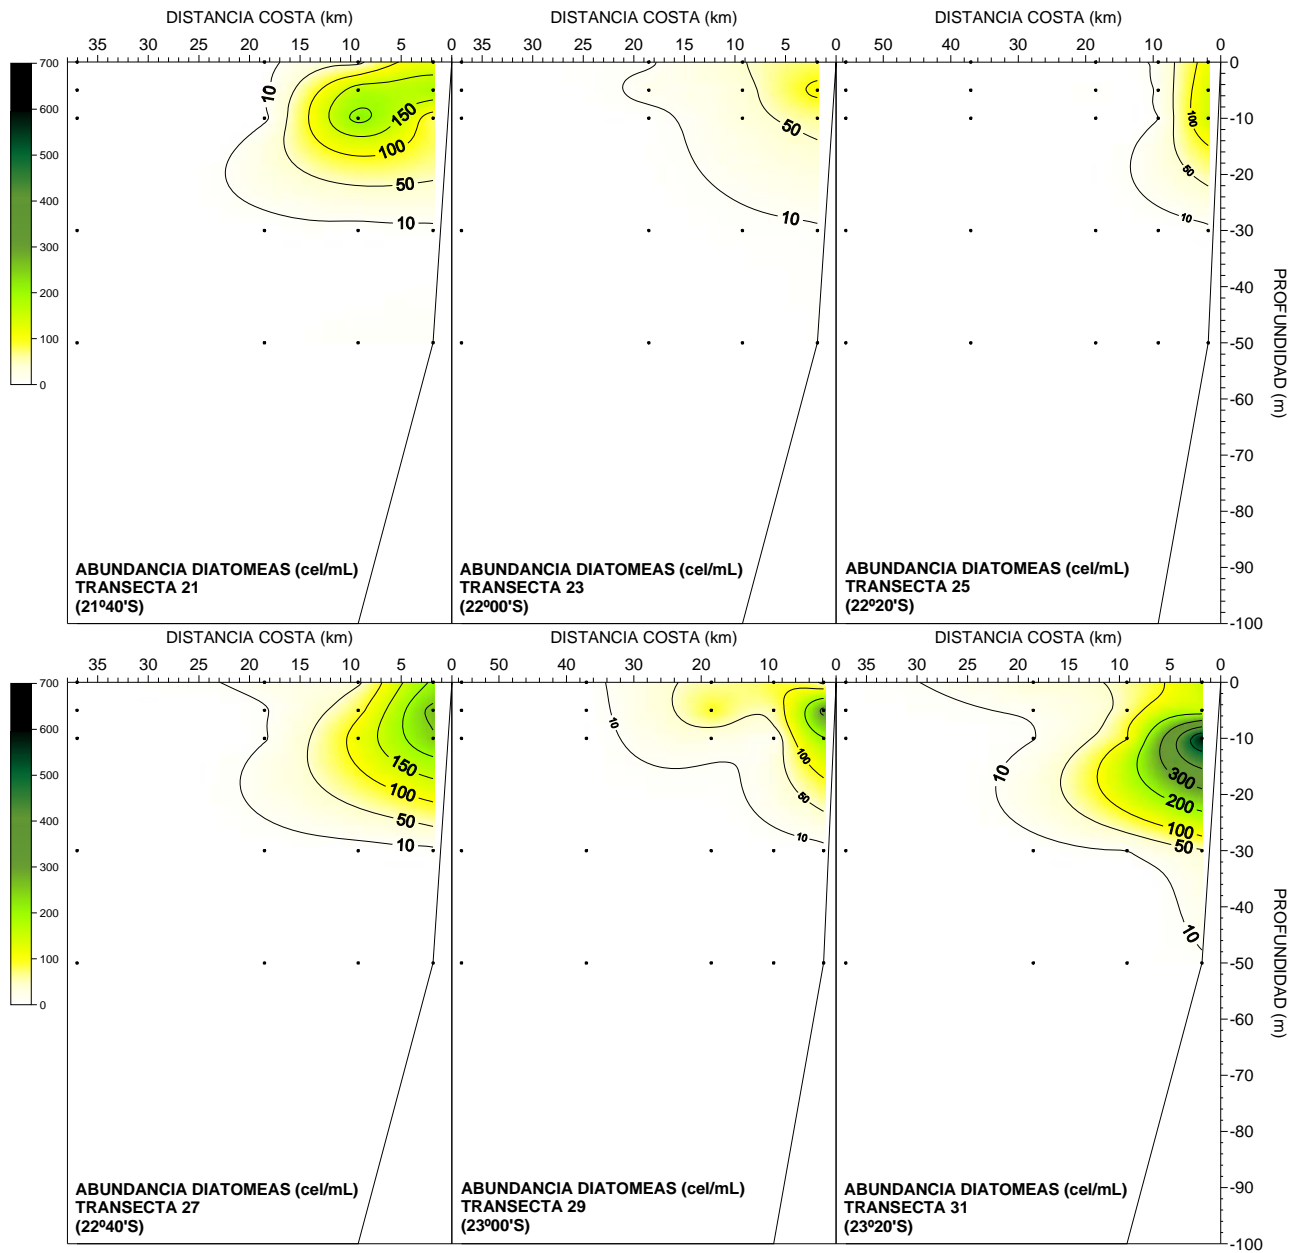 DISTANCIA COSTA (km) DISTANCIA COSTA (km) DISTANCIA COSTA (km)
35 30 25 20 15 10 5 0 35 30 25 20 15 10 5 0 50 40 30 20 10 0
700
600
500
400
300
200
100
0
10
150
100
50
10
ABUNDANCIA DIATOMEAS (cel/mL)
TRANSECTA 21
(21º40'S)
50
10
ABUNDANCIA DIATOMEAS (cel/mL)
TRANSECTA 23
(22º00'S)
100
50
10
ABUNDANCIA DIATOMEAS (cel/mL)
TRANSECTA 25
(22º20'S)
0
-10
-20
-30
-40
-50
-60
-70
-80
-90
-100
PROFUNDIDAD (m)
DISTANCIA COSTA (km) DISTANCIA COSTA (km) DISTANCIA COSTA (km)
35 30 25 20 15 10 5 0 50 40 30 20 10 0 35 30 25 20 15 10 5 0
700
600
500
400
300
200
100
0
150
100
50
10
ABUNDANCIA DIATOMEAS (cel/mL)
TRANSECTA 27
(22º40'S)
10
100
50
10
ABUNDANCIA DIATOMEAS (cel/mL)
TRANSECTA 29
(23º00'S)
10
300
200
100
50
10
ABUNDANCIA DIATOMEAS (cel/mL)
TRANSECTA 31
(23º20'S)
0
-10
-20
-30
-40
-50
-60
-70
-80
-90
-100
PROFUNDIDAD (m)